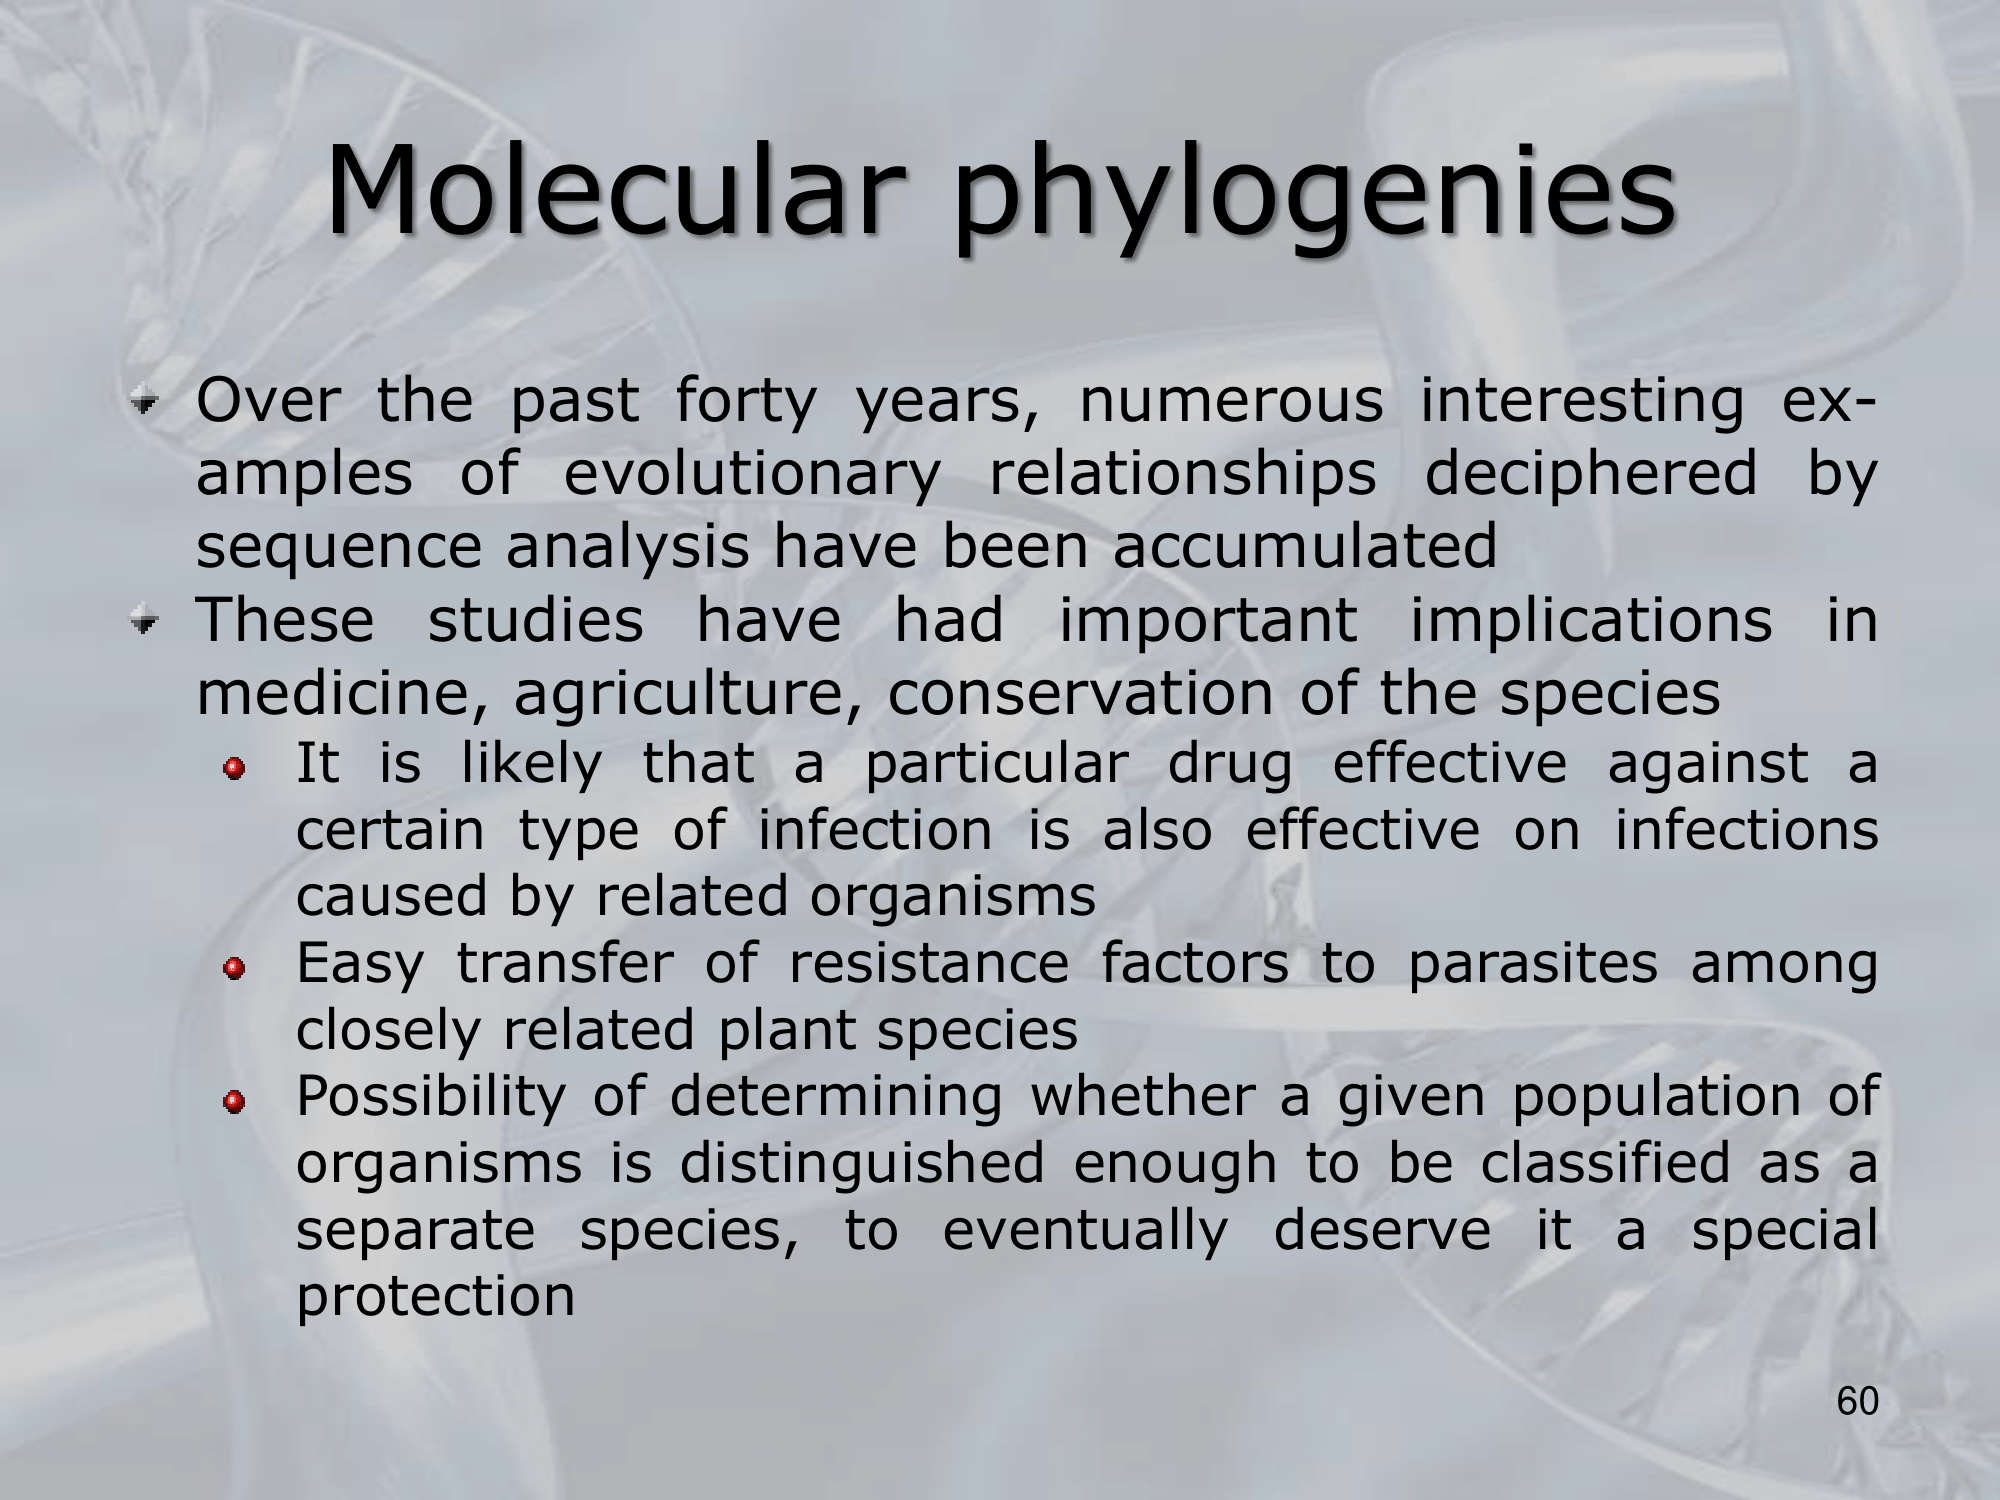 Molecular phylogenies
Over the past forty years, numerous interesting ex-
amples of evolutionary relationships deciphered by
sequence analysis have been accumulated
These studies have had important implications in
medicine, agriculture, conservation of the species
It is likely that a particular drug effective against a
certain type of infection is also effective on infections
caused by related organisms
Easy transfer of resistance factors to parasites among
closely related plant species
Possibility of determining whether a given population of
organisms is distinguished enough to be classified as a
separate species, to eventually deserve it a special
protection
60